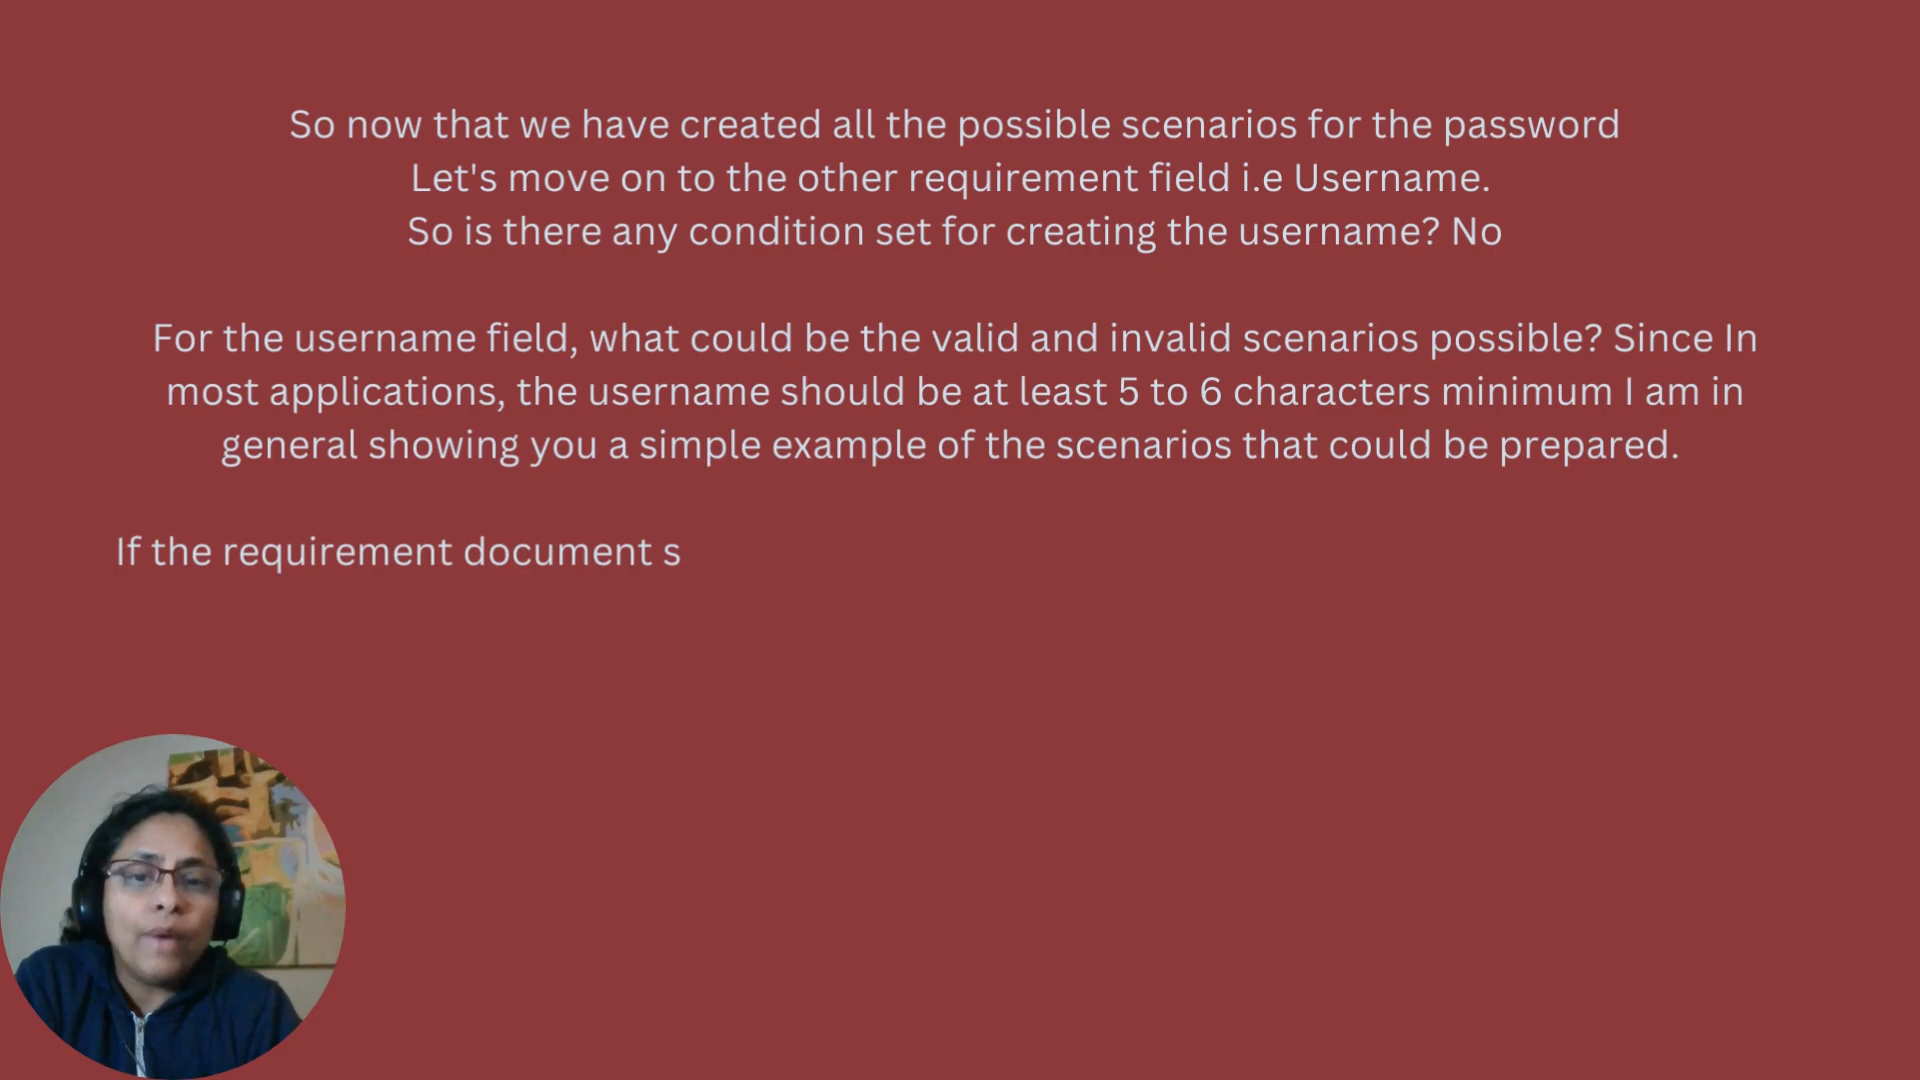 So now that we have created all the possible scenarios for the password
Let's move on to the other requirement field i.e Username.
So is there any condition set for creating the username? No
For the username field, what could be the valid and invalid scenarios possible? Since In
most applications, the username should be at least 5 to 6 characters minimum I am in
general showing you a simple example of the scenarios that could be prepared.
If the requirement document s